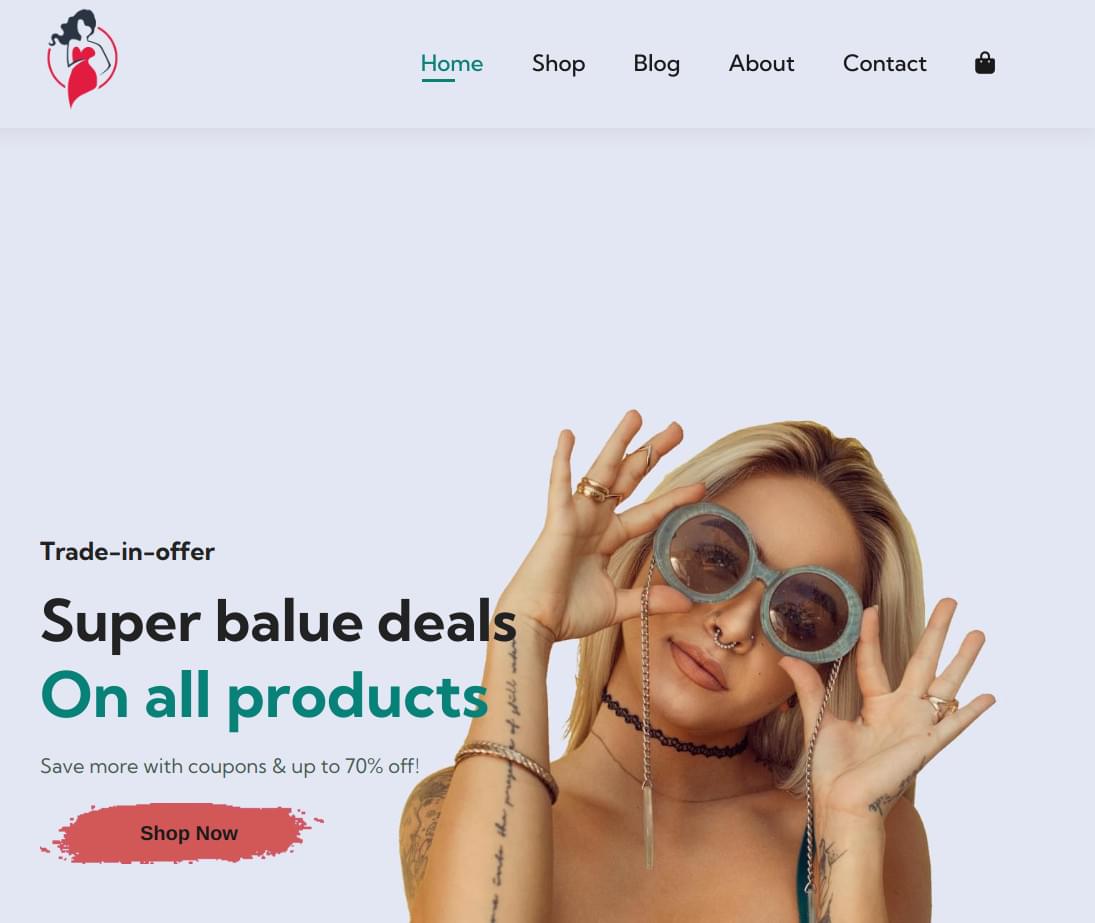 Home Shop Blog About Contact
Trade-in-offer
Super balue deals
On all products
Save more with coupons & up to 70% off!
Shop Now